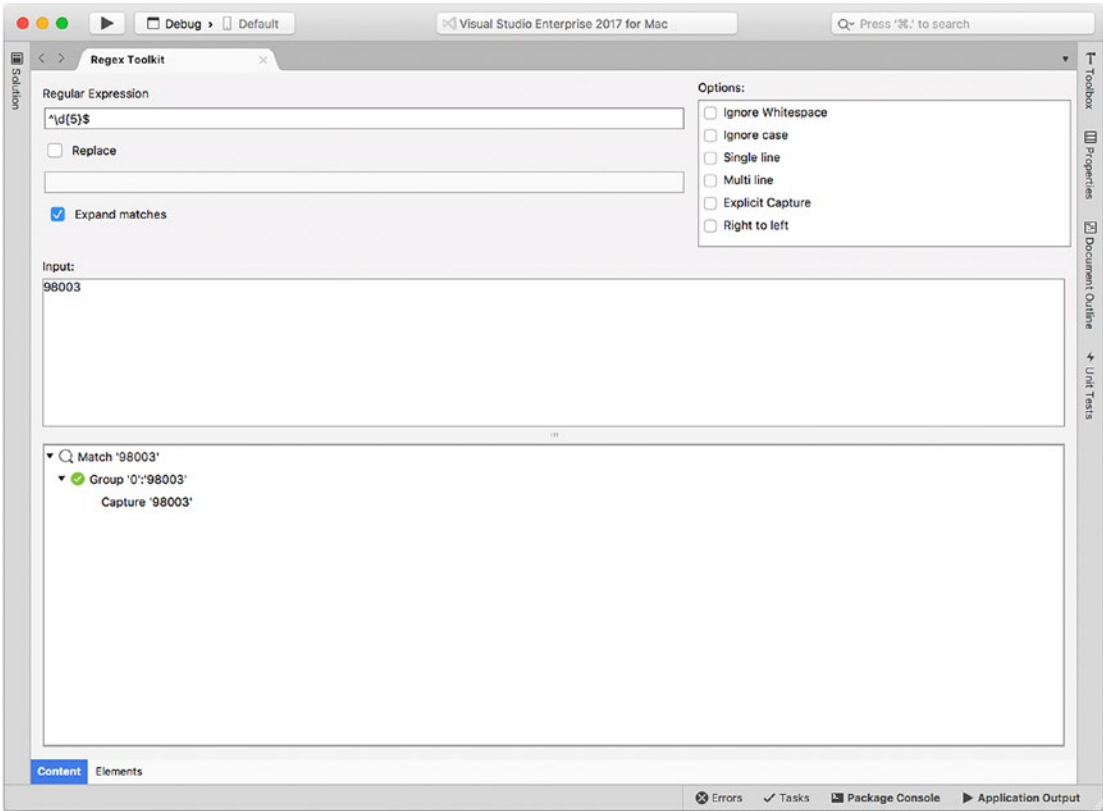 Debug › Default
Visual Studio Enterprise 2017 for Mac
Press '⌘.' to search
Solution
Regex Toolkit
Regular Expression
^\d{5}$
Replace
Expand matches
Options:
Ignore Whitespace
Ignore case
Single line
Multi line
Explicit Capture
Right to left
Input:
98003
Match '98003'
Group '0':'98003'
Capture '98003'
Toolbox
Properties
Document Outline
Unit Tests
Content Elements
Errors Tasks Package Console Application Output